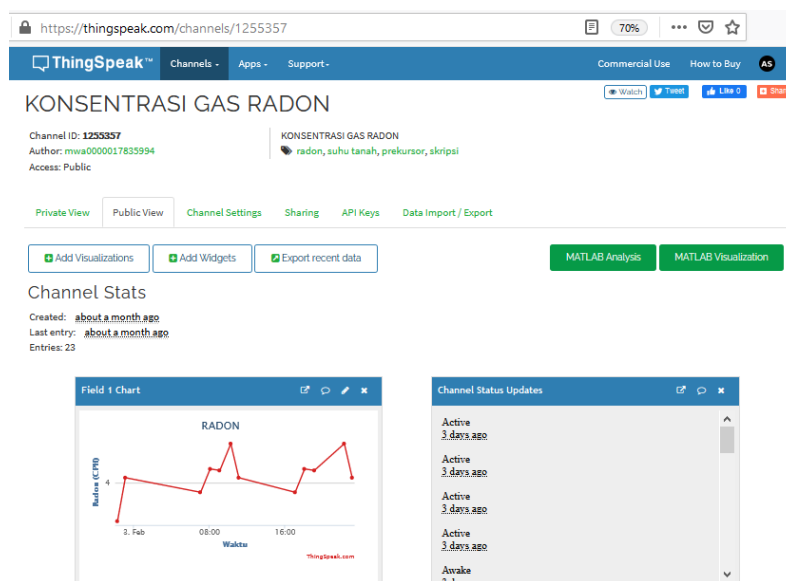 https://thingspeak.com/channels/1255357 70%
ThingSpeak™ Channels Apps Support Commercial Use How to Buy AS
Watch Tweet Like 0 Shar
KONSENTRASI GAS RADON
Channel ID: 1255357
Author: mwa0000017835994
Access: Public
KONSENTRASI GAS RADON
radon, suhu tanah, prekursor, skripsi
Private View Public View Channel Settings Sharing API Keys Data Import / Export
Add Visualizations Add Widgets Export recent data MATLAB Analysis MATLAB Visualization
Channel Stats
Created: about a month ago
Last entry: about a month ago
Entries: 23
Field 1 Chart
RADON
Radon (CPM)
4
3. Feb 08:00 16:00
Waktu
ThingSpeak.com
Channel Status Updates
Active
3 days ago
Active
3 days ago
Active
3 days ago
Active
3 days ago
Awake